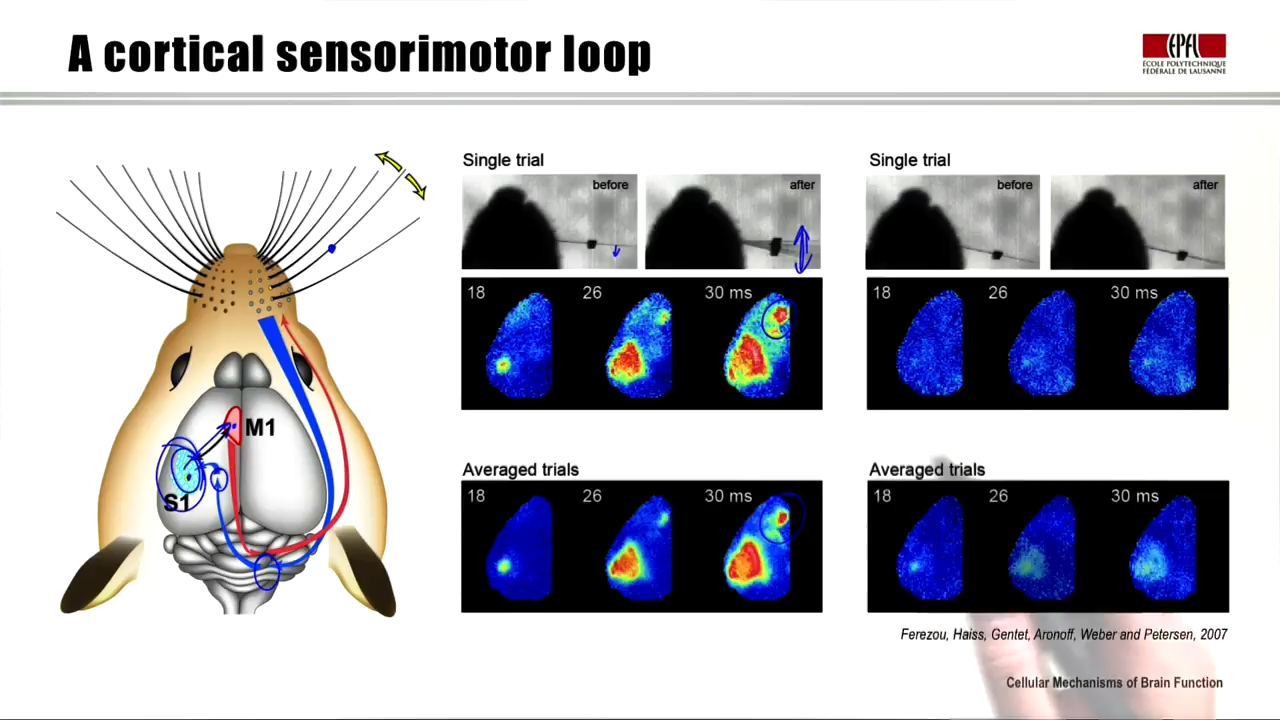 A cortical sensorimotor loop
EPFL
ÉCOLE POLYTECHNIQUE
FÉDÉRALE DE LAUSANNE
M1
S1
Single trial
before
after
18
26
30 ms
Averaged trials
18
26
30 ms
Single trial
before
after
18
26
30 ms
Averaged trials
18
26
30 ms
Ferezou, Haiss, Gentet, Aronoff, Weber and Petersen, 2007
Cellular Mechanisms of Brain Function